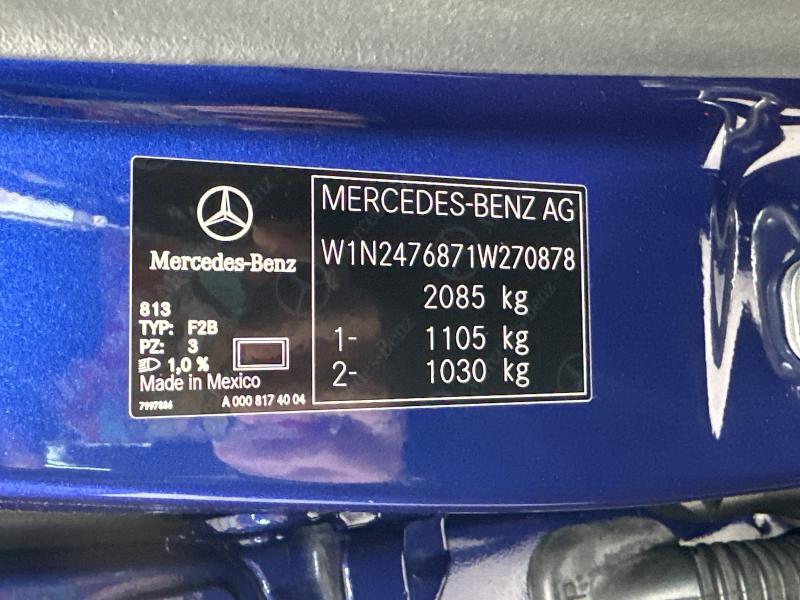 Mercedes-Benz
813
TYP: F2B
PZ: 3
1,0 %
Made in Mexico
7997886
A 000 817 40 04
MERCEDES-BENZ AG
W1N2476871W270878
2085 kg
1- 1105 kg
2- 1030 kg